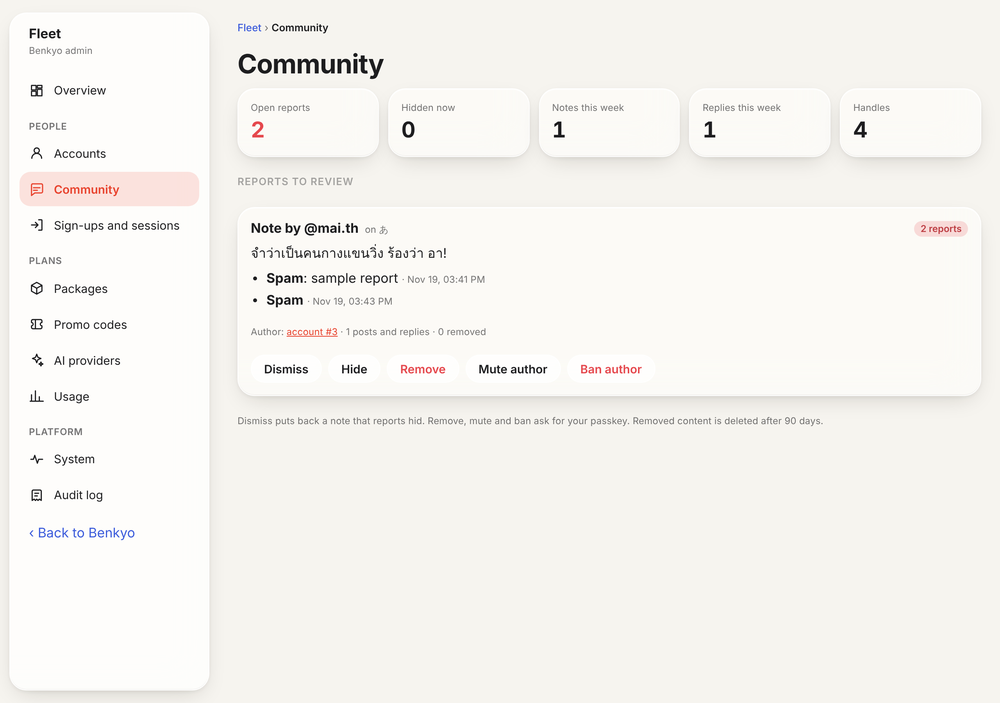 Fleet
Benkyo admin
Overview
PEOPLE
Accounts
Community
Sign-ups and sessions
PLANS
Packages
Promo codes
AI providers
Usage
PLATFORM
System
Audit log
‹ Back to Benkyo
Fleet › Community
Community
Open reports
2
Hidden now
0
Notes this week
1
Replies this week
1
Handles
4
REPORTS TO REVIEW
Note by @mai.th on あ
2 reports
จำว่าเป็นคนกางแขนวิ่ง ร้องว่า อา!
• Spam: sample report · Nov 19, 03:41 PM
• Spam · Nov 19, 03:43 PM
Author: account #3 · 1 posts and replies · 0 removed
Dismiss Hide Remove Mute author Ban author
Dismiss puts back a note that reports hid. Remove, mute and ban ask for your passkey. Removed content is deleted after 90 days.